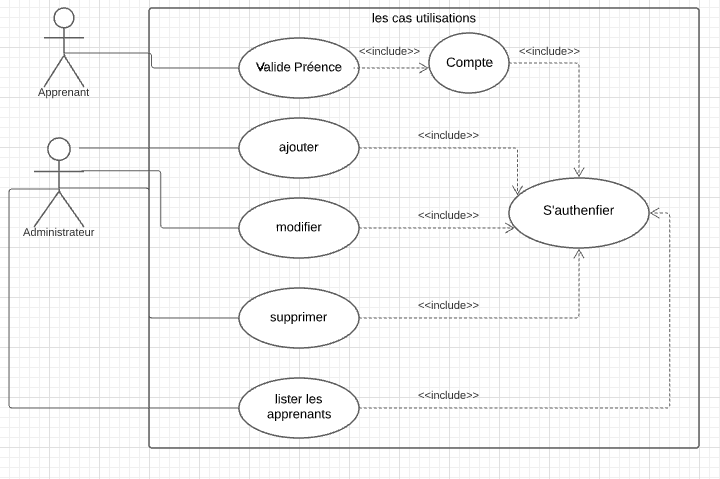 les cas utilisations
<<include>>
<<include>>
Valide Préence
Compte
Apprenant
<<include>>
ajouter
S'authenfier
<<include>>
modifier
Administrateur
<<include>>
supprimer
<<include>>
lister les
apprenants